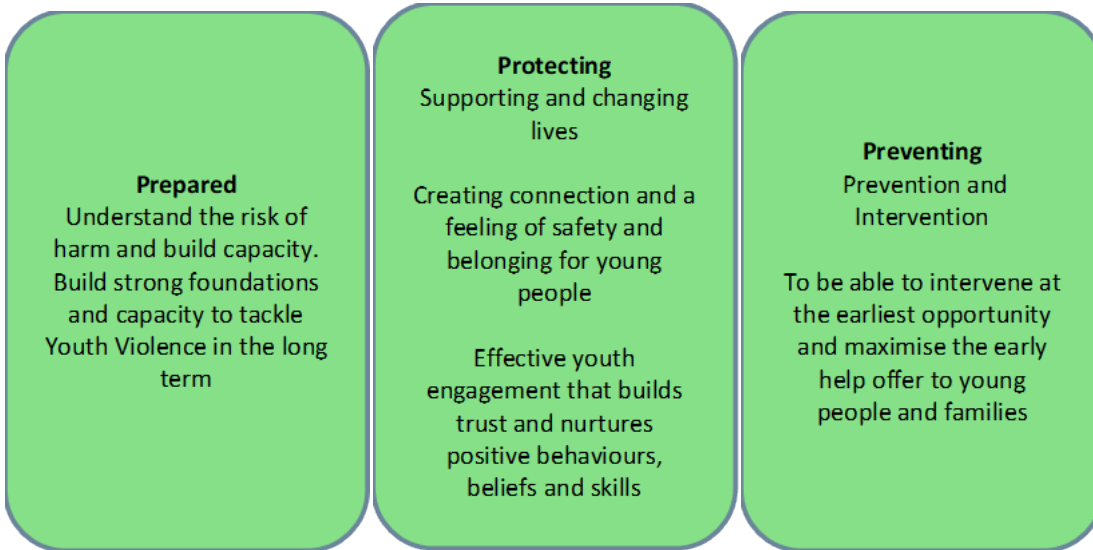 Prepared
Understand the risk of
harm and build capacity.
Build strong foundations
and capacity to tackle
Youth Violence in the long
term
Protecting
Supporting and changing
lives
Creating connection and a
feeling of safety and
belonging for young
people
Effective youth
engagement that builds
trust and nurtures
positive behaviours,
beliefs and skills
Preventing
Prevention and
Intervention
To be able to intervene at
the earliest opportunity
and maximise the early
help offer to young
people and families